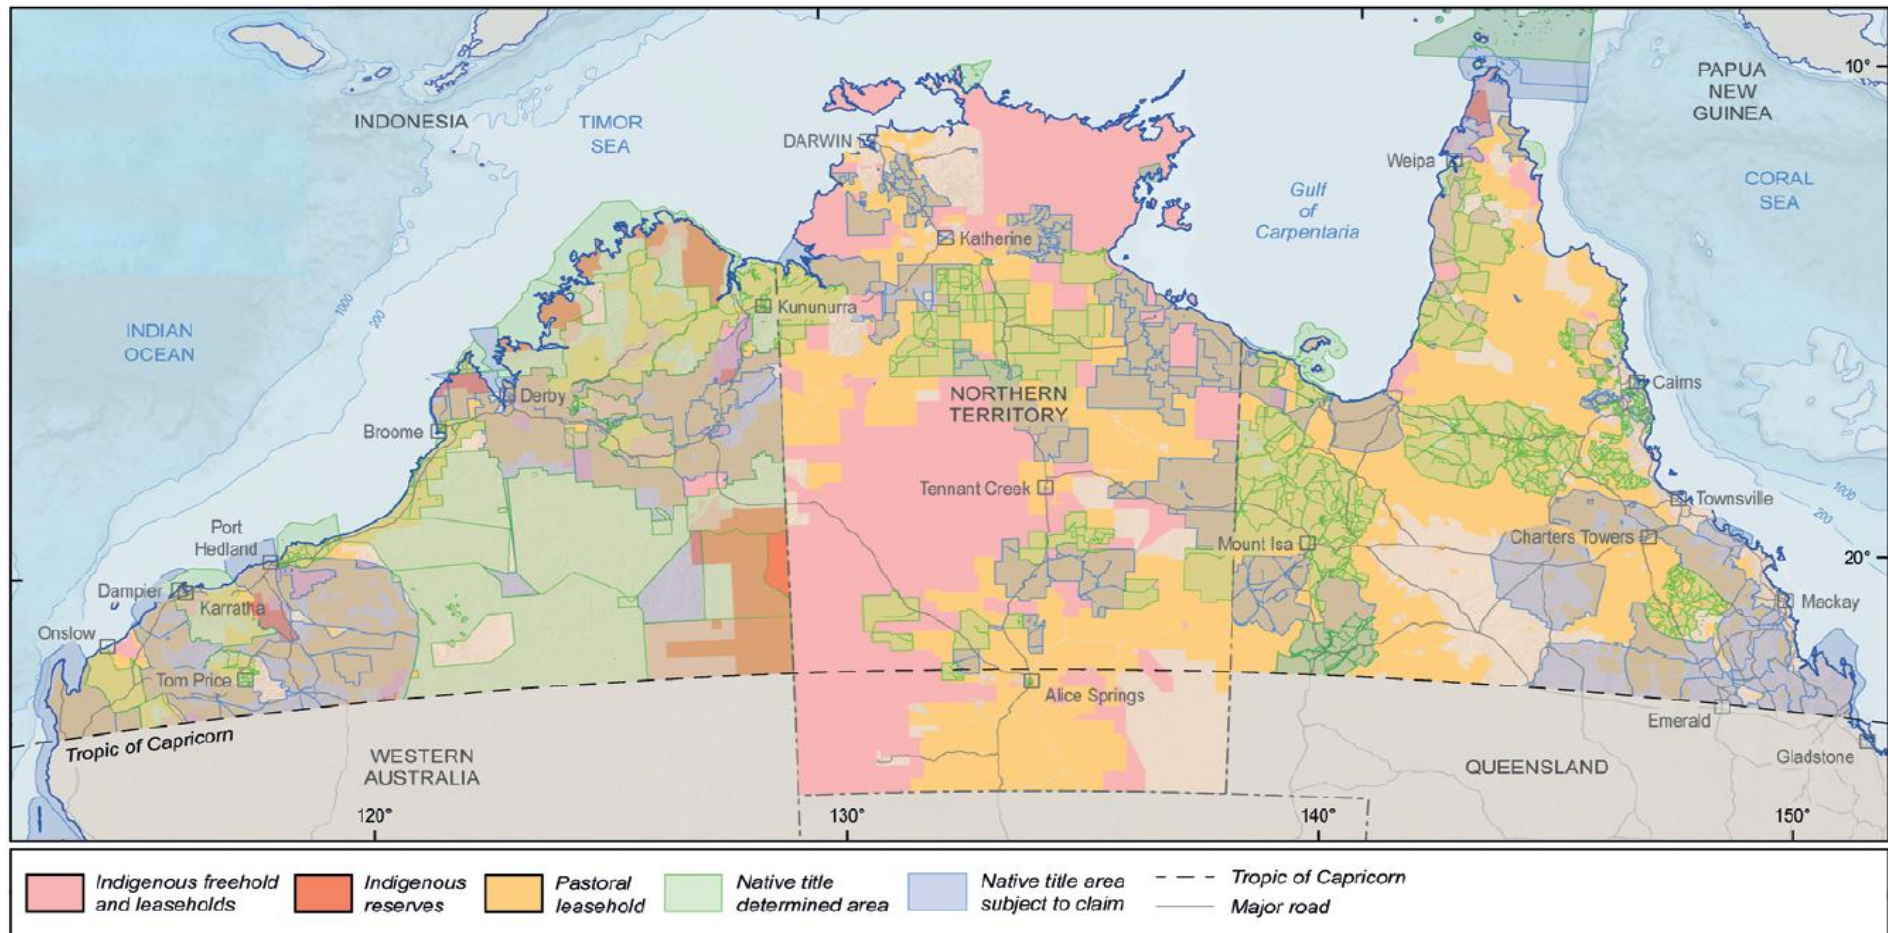 10°
PAPUA
NEW
GUINEA
INDONESIA
TIMOR
SEA
DARWIN
Weipa
Gulf
of
Carpentaria
CORAL
SEA
Katherine
1000
200
Kununurra
INDIAN
OCEAN
Derby
NORTHERN
TERRITORY
Cairns
Broome
Tennant Creek
Townsville
1000
200
Port
Hedland
Mount Isa
Charters Towers
20°
Dampier
Karratha
Mackay
Onslow
Tom Price
Alice Springs
Emerald
Tropic of Capricorn
WESTERN
AUSTRALIA
QUEENSLAND
Gladstone
120°
130°
140°
150°
Indigenous freehold
and leaseholds
Indigenous
reserves
Pastoral
leasehold
Native title
determined area
Native title area
subject to claim
Tropic of Capricorn
Major road